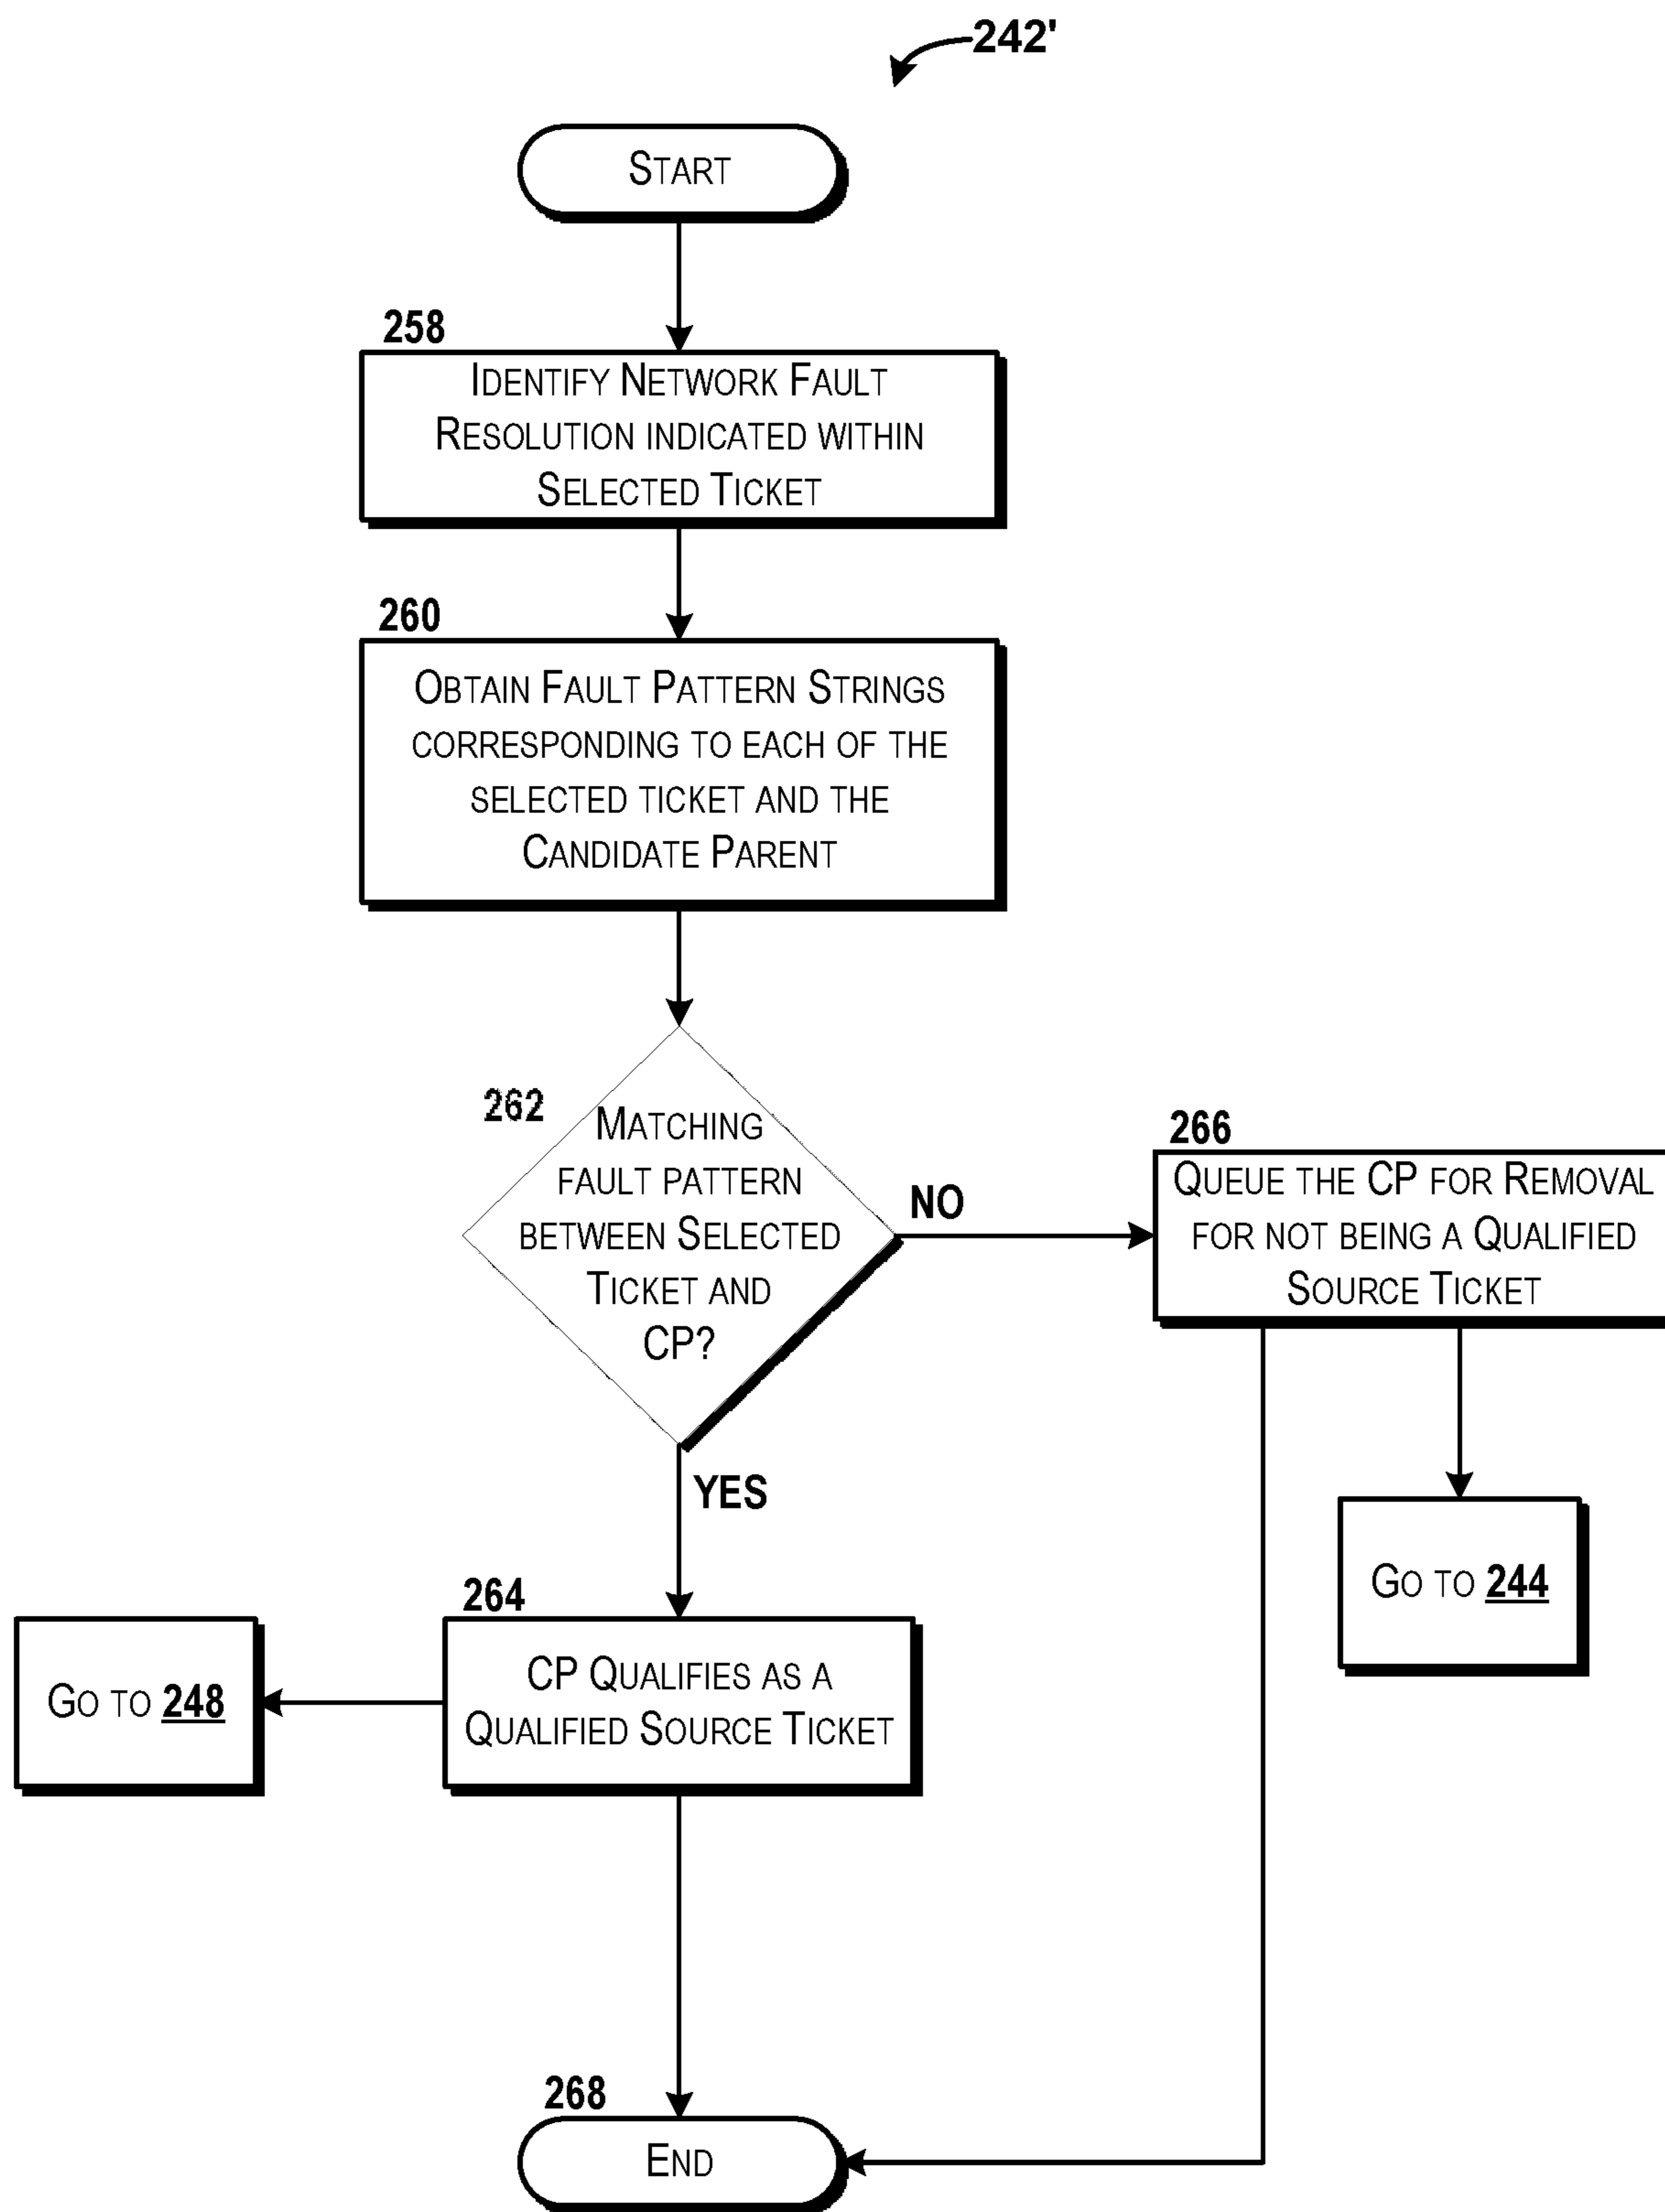 242'
START
258
IDENTIFY NETWORK FAULT
RESOLUTION INDICATED WITHIN
SELECTED TICKET
260
OBTAIN FAULT PATTERN STRINGS
CORRESPONDING TO EACH OF THE
SELECTED TICKET AND THE
CANDIDATE PARENT
262
MATCHING
FAULT PATTERN
BETWEEN SELECTED
TICKET AND
CP?
NO
266
QUEUE THE CP FOR REMOVAL
FOR NOT BEING A QUALIFIED
SOURCE TICKET
YES
GO TO 244
264
CP QUALIFIES AS A
QUALIFIED SOURCE TICKET
GO TO 248
268
END